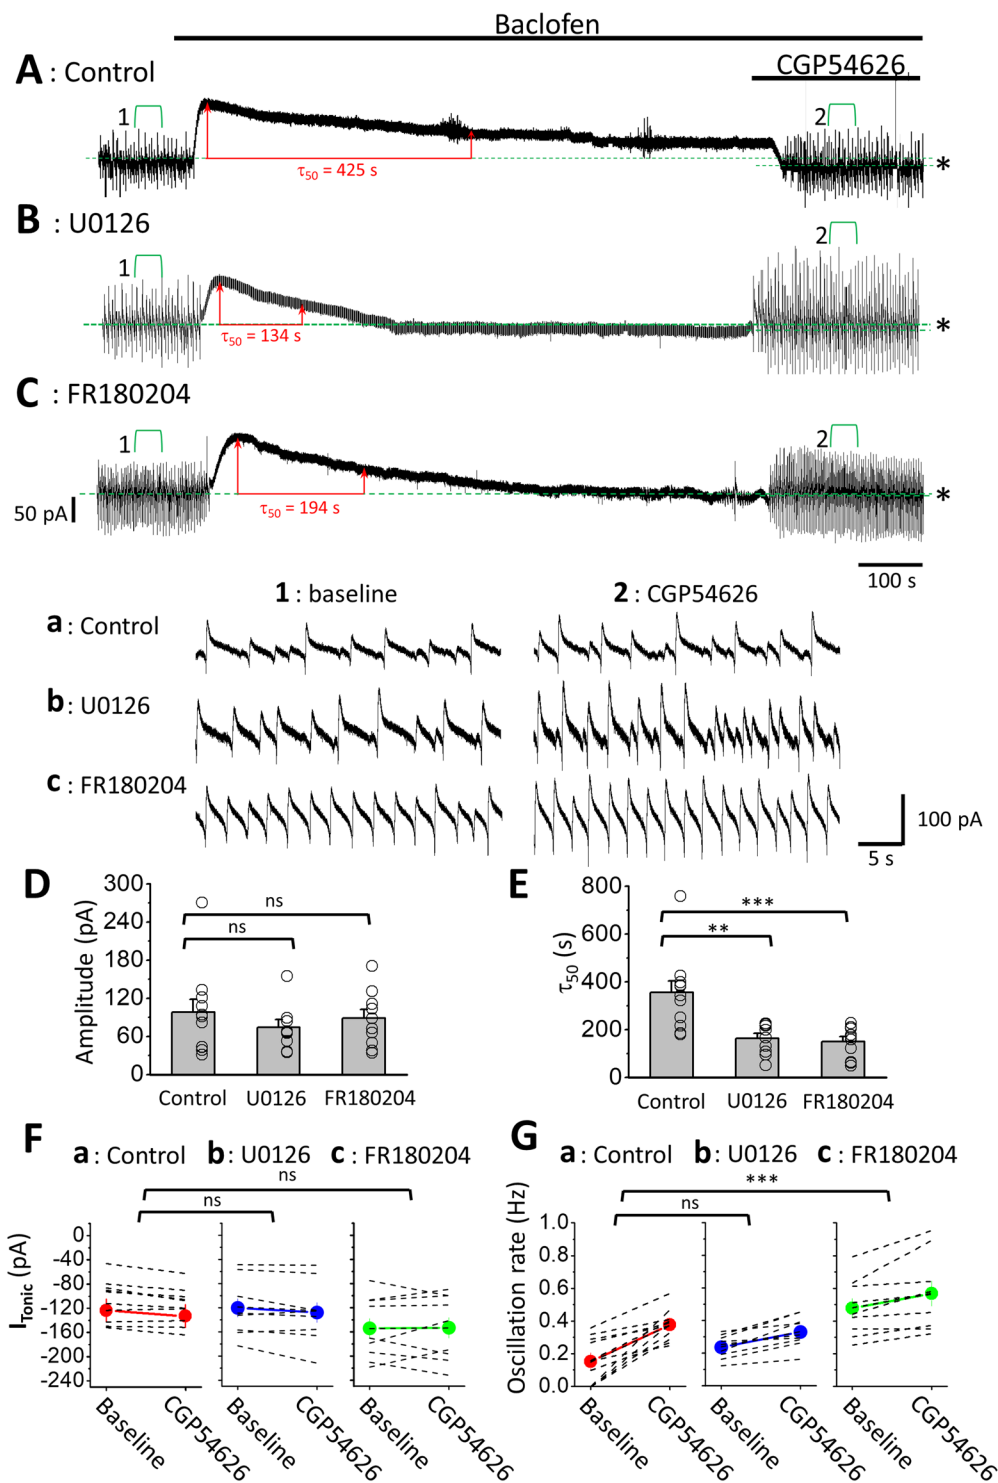 Baclofen
A : Control
CGP54626
1
2
*
τ50 = 425 s
B : U0126
1
2
*
τ50 = 134 s
C : FR180204
1
2
*
50 pA
τ50 = 194 s
100 s
1 : baseline
2 : CGP54626
a : Control
b : U0126
c : FR180204
100 pA
5 s
D
Amplitude (pA)
300
240
180
120
60
0
ns
ns
Control
U0126
FR180204
E
τ50 (s)
800
600
400
200
0
***
**
Control
U0126
FR180204
F
a : Control
b : U0126
c : FR180204
ns
ns
ITonic (pA)
0
-40
-80
-120
-160
-200
-240
Baseline
CGP54626
Baseline
CGP54626
Baseline
CGP54626
G
a : Control
b : U0126
c : FR180204
***
ns
Oscillation rate (Hz)
1.0
0.8
0.6
0.4
0.2
0.0
Baseline
CGP54626
Baseline
CGP54626
Baseline
CGP54626